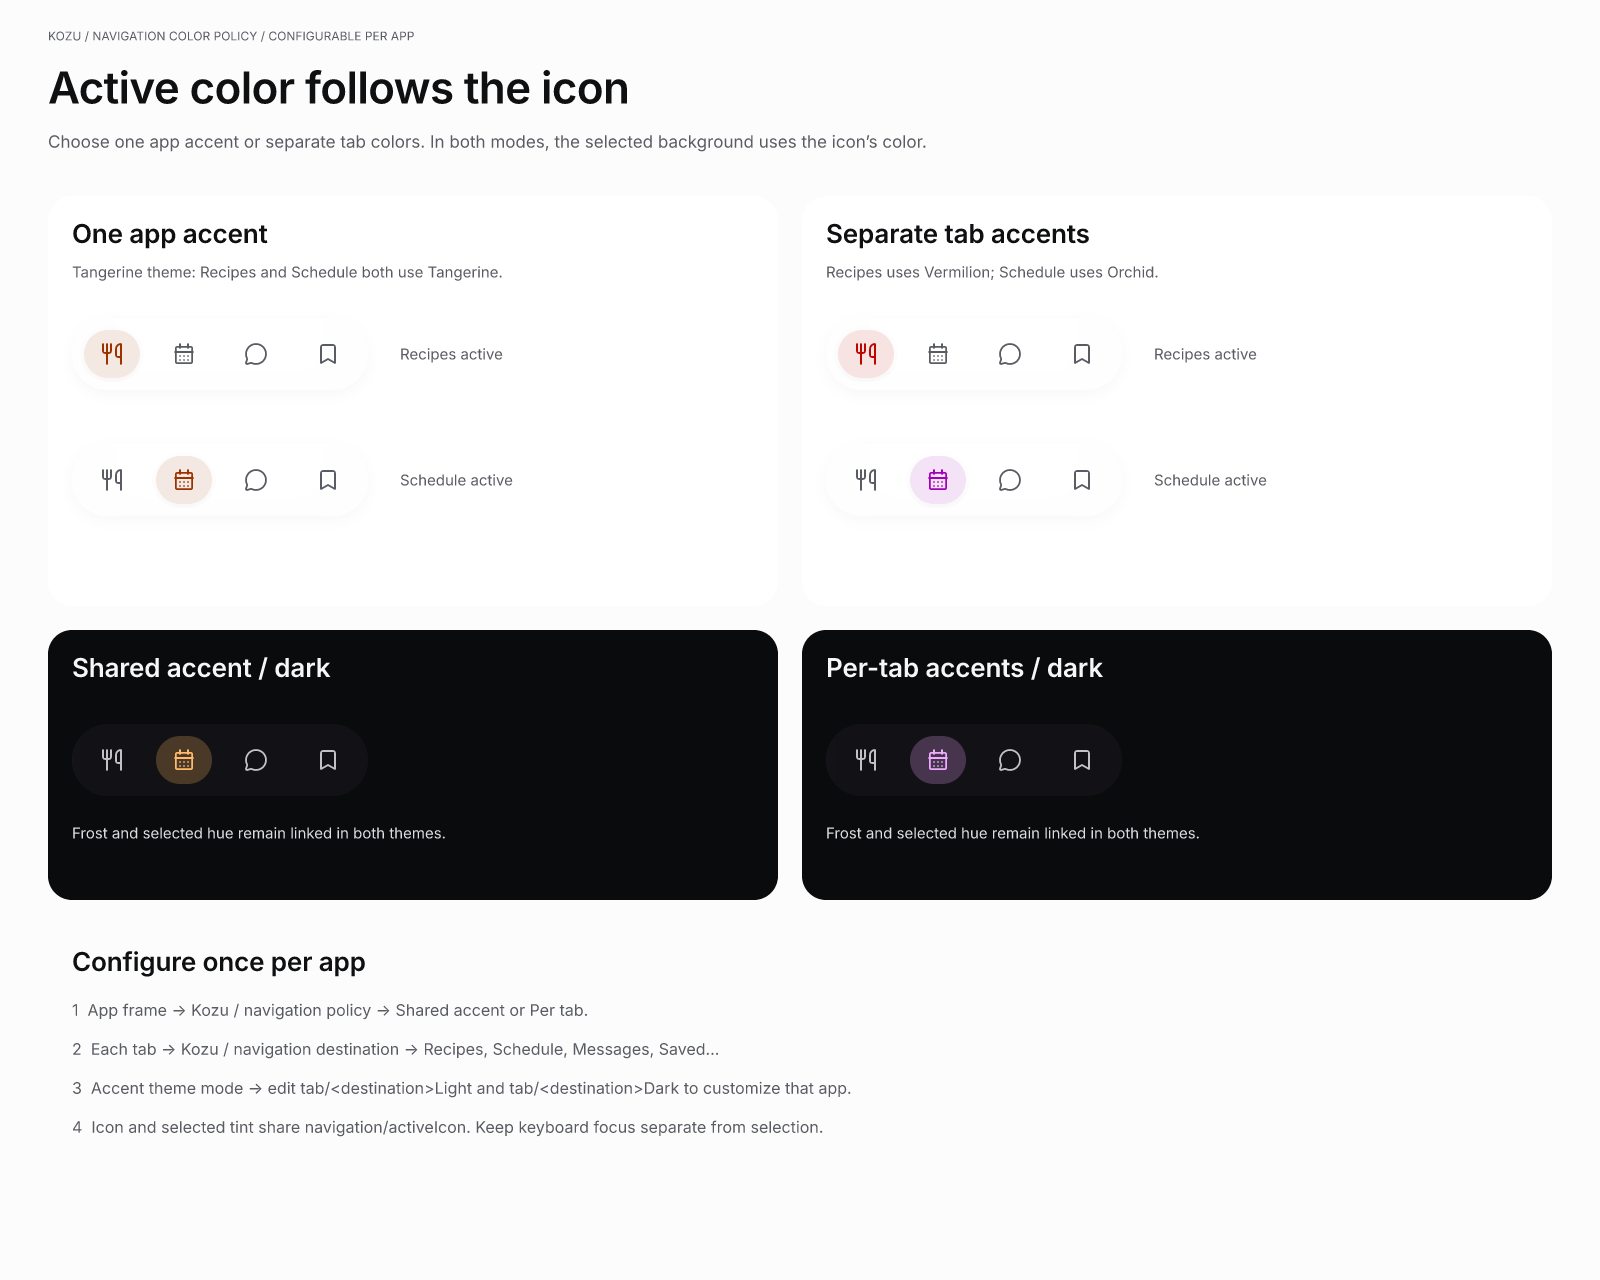 KOZU / NAVIGATION COLOR POLICY / CONFIGURABLE PER APP
Active color follows the icon
Choose one app accent or separate tab colors. In both modes, the selected background uses the icon’s color.
One app accent
Tangerine theme: Recipes and Schedule both use Tangerine.
Recipes active
Schedule active
Separate tab accents
Recipes uses Vermilion; Schedule uses Orchid.
Recipes active
Schedule active
Shared accent / dark
Frost and selected hue remain linked in both themes.
Per-tab accents / dark
Frost and selected hue remain linked in both themes.
Configure once per app
1 App frame → Kozu / navigation policy → Shared accent or Per tab.
2 Each tab → Kozu / navigation destination → Recipes, Schedule, Messages, Saved…
3 Accent theme mode → edit tab/<destination>Light and tab/<destination>Dark to customize that app.
4 Icon and selected tint share navigation/activeIcon. Keep keyboard focus separate from selection.